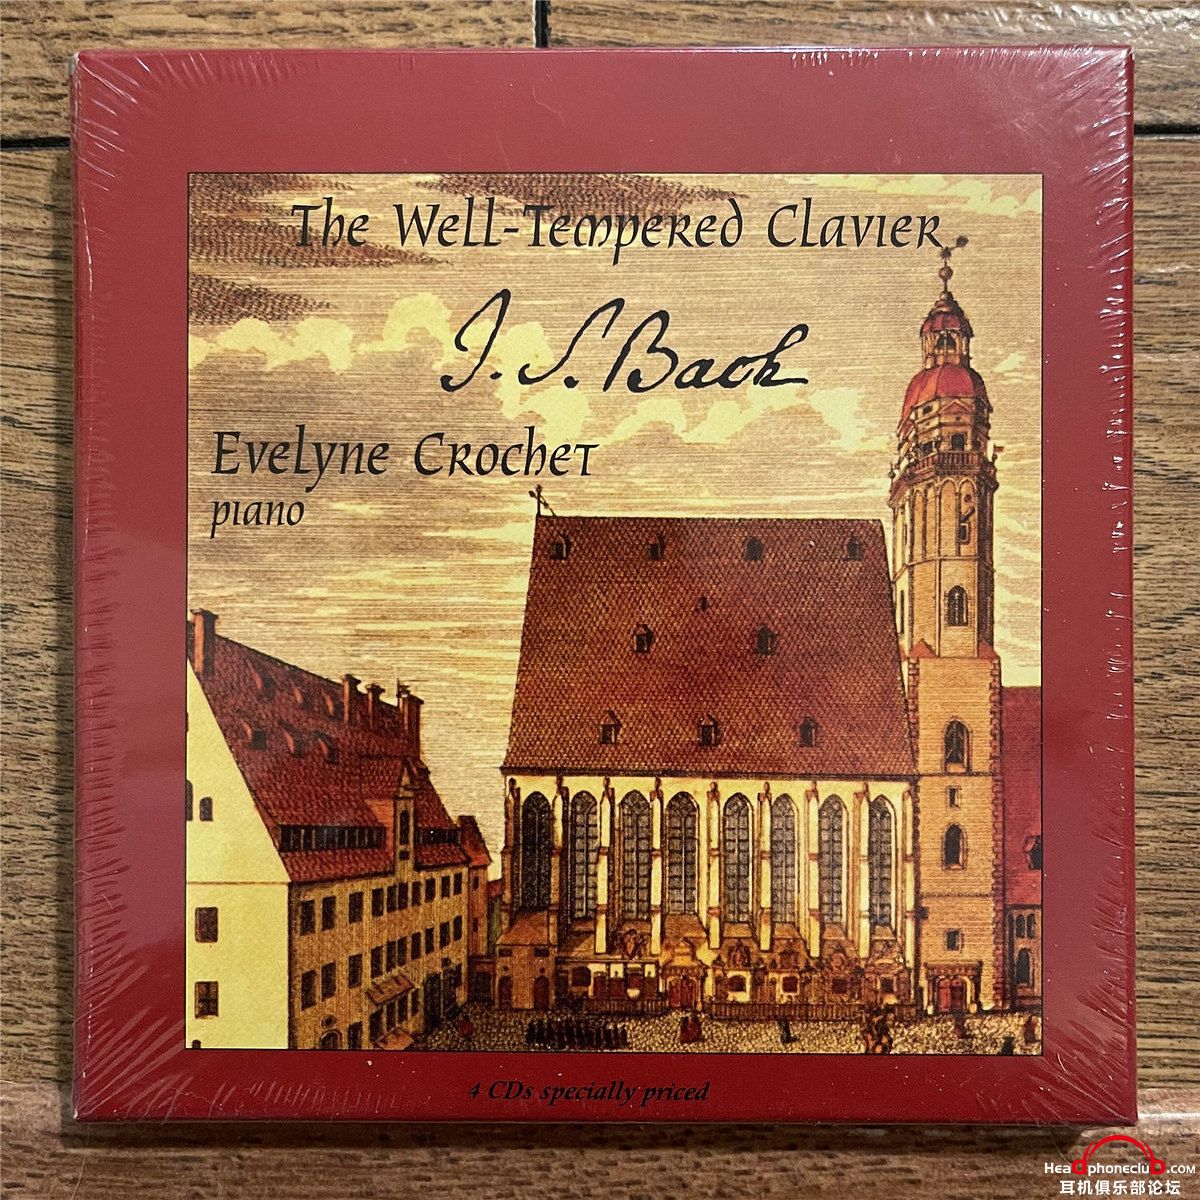 The Well-Tempered Clavier
J. S. Bach
Evelyne Crochet
piano
4 CDs specially priced
Headphoneclub.com
耳机俱乐部论坛